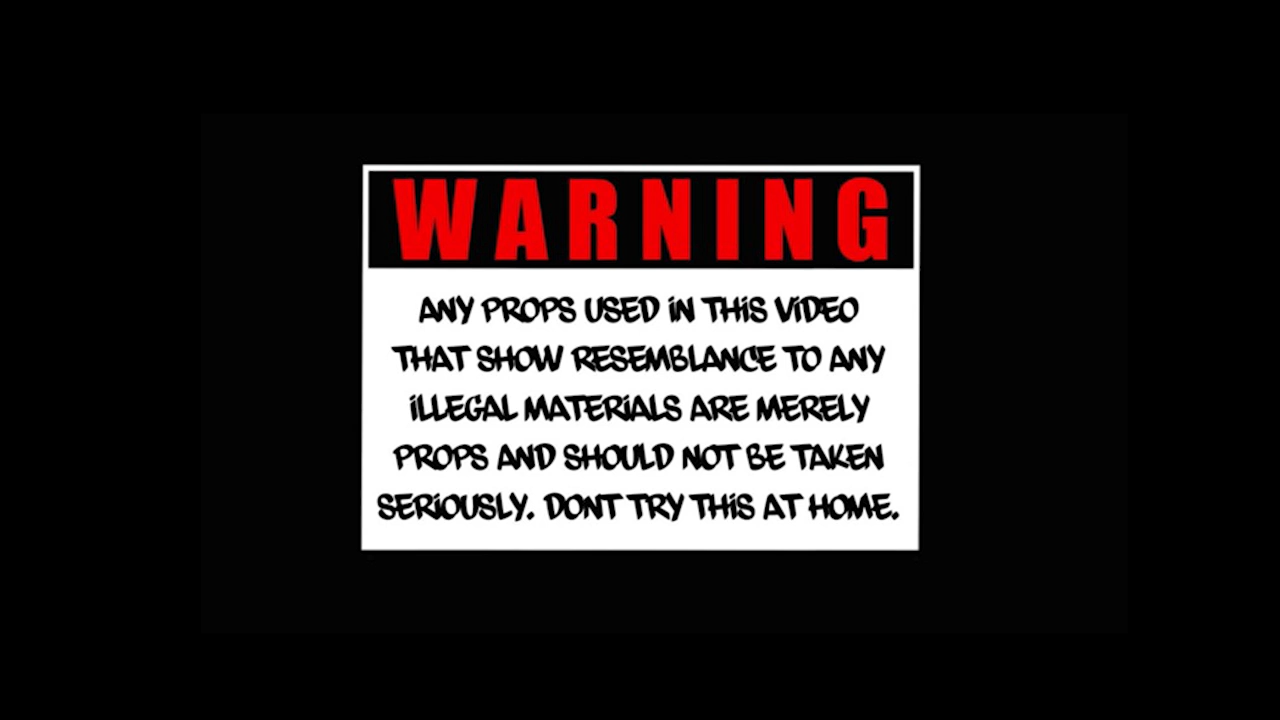 WARNING
ANY PROPS USED IN THIS VIDEO
THAT SHOW RESEMBLANCE TO ANY
ILLEGAL MATERIALS ARE MERELY
PROPS AND SHOULD NOT BE TAKEN
SERIOUSLY. DONT TRY THIS AT HOME.